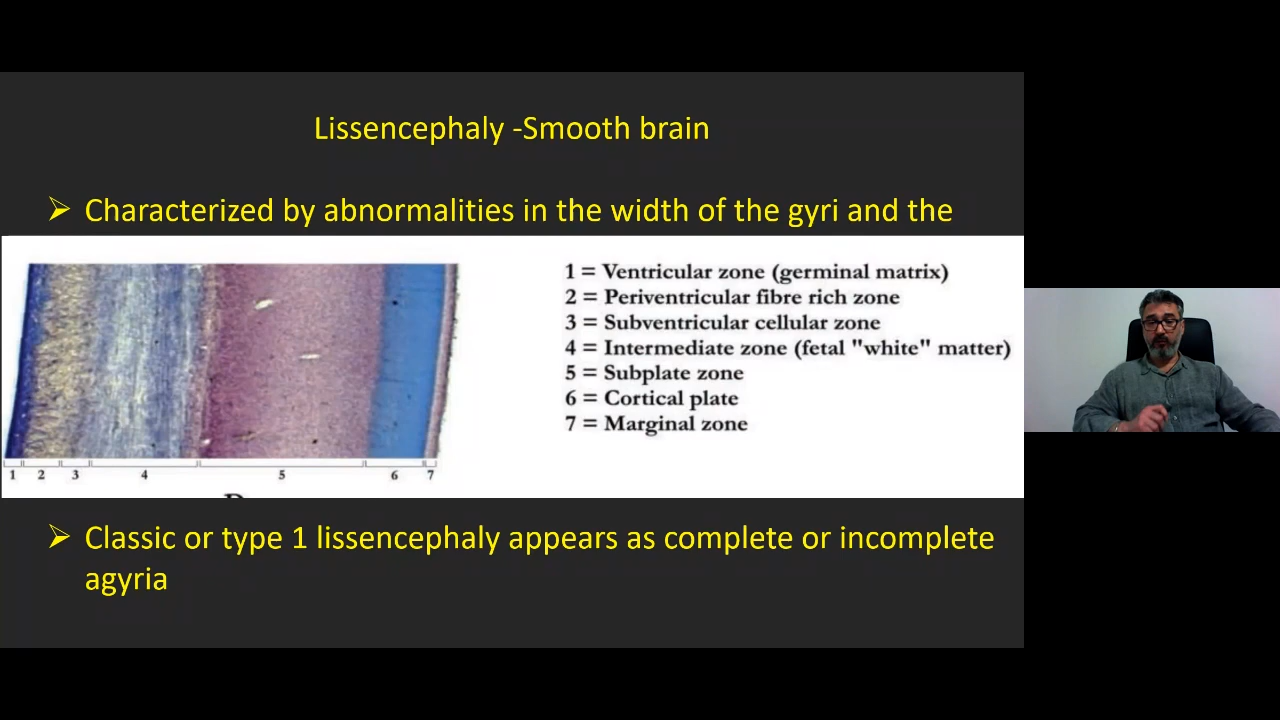 Lissencephaly -Smooth brain
➢ Characterized by abnormalities in the width of the gyri and the
1 = Ventricular zone (germinal matrix)
2 = Periventricular fibre rich zone
3 = Subventricular cellular zone
4 = Intermediate zone (fetal "white" matter)
5 = Subplate zone
6 = Cortical plate
7 = Marginal zone
1 2 3 4 5 6 7
➢ Classic or type 1 lissencephaly appears as complete or incomplete
agyria